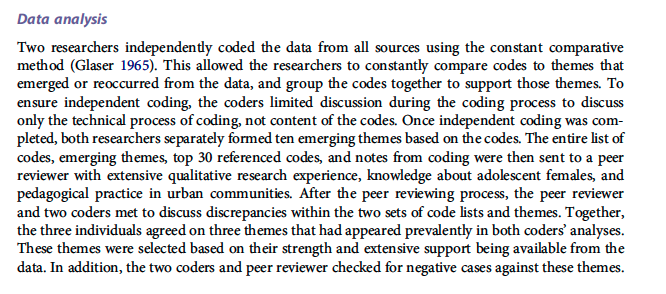 Data analysis
Two researchers independently coded the data from all sources using the constant comparative
method (Glaser 1965). This allowed the researchers to constantly compare codes to themes that
emerged or reoccurred from the data, and group the codes together to support those themes. To
ensure independent coding, the coders limited discussion during the coding process to discuss
only the technical process of coding, not content of the codes. Once independent coding was com-
pleted, both researchers separately formed ten emerging themes based on the codes. The entire list of
codes, emerging themes, top 30 referenced codes, and notes from coding were then sent to a peer
reviewer with extensive qualitative research experience, knowledge about adolescent females, and
pedagogical practice in urban communities. After the peer reviewing process, the peer reviewer
and two coders met to discuss discrepancies within the two sets of code lists and themes. Together,
the three individuals agreed on three themes that had appeared prevalently in both coders' analyses.
These themes were selected based on their strength and extensive support being available from the
data. In addition, the two coders and peer reviewer checked for negative cases against these themes.